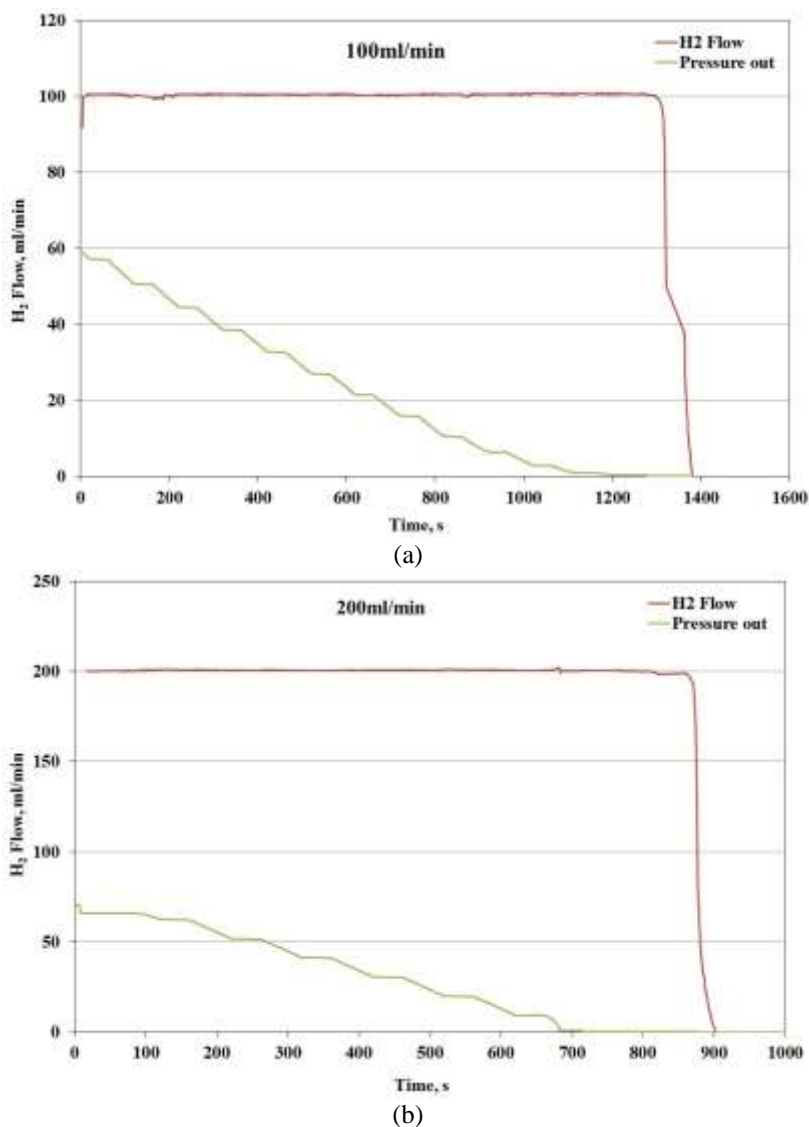 100ml/min
H2 Flow
Pressure out
H₂ Flow, ml/min
120
100
80
60
40
20
0
0 200 400 600 800 1000 1200 1400 1600
Time, s
(a)
200ml/min
H2 Flow
Pressure out
H₂ Flow, ml/min
250
200
150
100
50
0
0 100 200 300 400 500 600 700 800 900 1000
Time, s
(b)